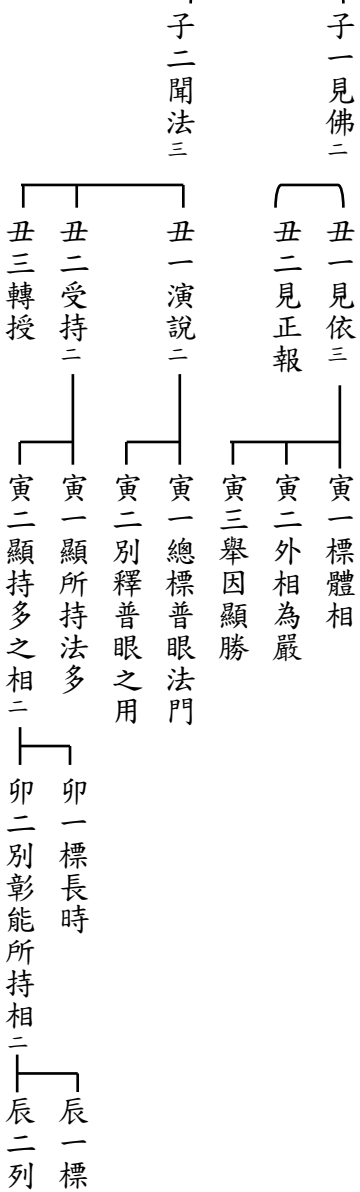 子一見佛二
丑一見依三
寅一標體相
寅二外相為嚴
寅三舉因顯勝
丑二見正報
子二聞法三
丑一演說二
寅一總標普眼法門
寅二別釋普眼之用
丑二受持二
寅一顯所持法多
寅二顯持多之相二
卯一標長時
卯二別彰能所持相二
辰一標
辰二列
丑三轉授